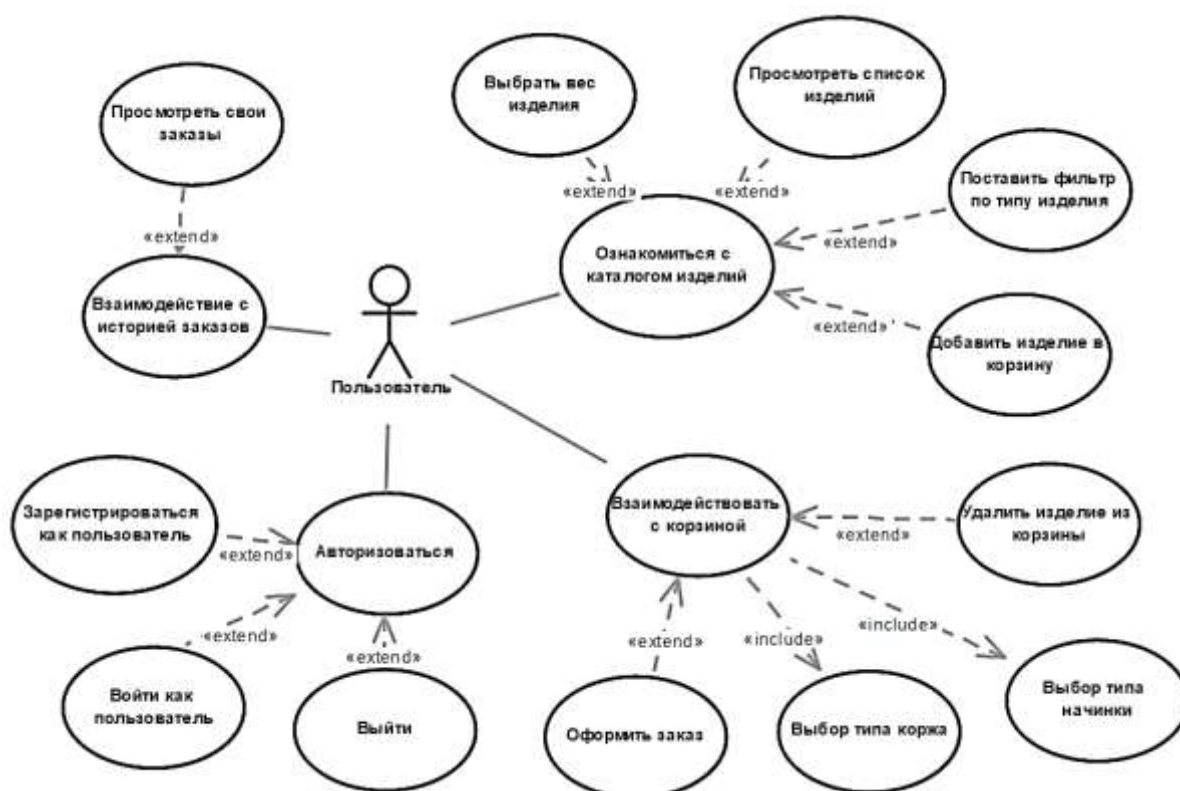 Выбрать вес
изделия
Просмотреть список
изделий
Просмотреть свои
заказы
Поставить фильтр
по типу изделия
«extend»
«extend»
«extend»
«extend»
Ознакомиться с
каталогом изделий
Взаимодействие с
историей заказов
«extend»
Добавить изделие в
корзину
Пользователь
Зарегистрироваться
как пользователь
«extend»
Авторизоваться
Взаимодействовать
с корзиной
Удалить изделие из
корзины
«extend»
«extend»
«extend»
«extend»
«include»
«include»
Войти как
пользователь
Выйти
Оформить заказ
Выбор типа коржа
Выбор типа
начинки